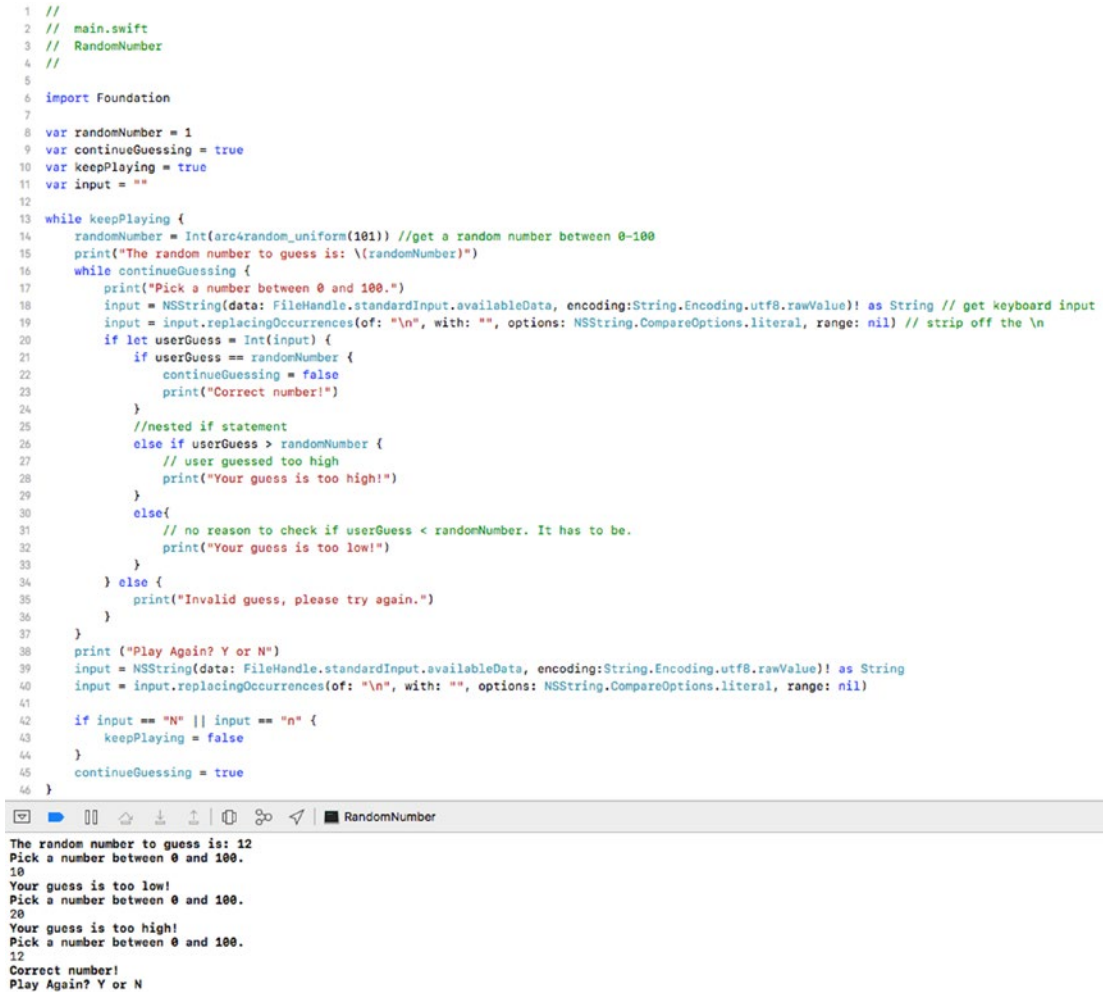 1 //
2 // main.swift
3 // RandomNumber
4 //
5
6 import Foundation
7
8 var randomNumber = 1
9 var continueGuessing = true
10 var keepPlaying = true
11 var input = ""
12
13 while keepPlaying {
14 randomNumber = Int(arc4random_uniform(101)) //get a random number between 0-100
15 print("The random number to guess is: \(randomNumber)")
16 while continueGuessing {
17 print("Pick a number between 0 and 100.")
18 input = NSString(data: FileHandle.standardInput.availableData, encoding:String.Encoding.utf8.rawValue)! as String // get keyboard input
19 input = input.replacingOccurrences(of: "\n", with: "", options: NSString.CompareOptions.literal, range: nil) // strip off the \n
20 if let userGuess = Int(input) {
21 if userGuess == randomNumber {
22 continueGuessing = false
23 print("Correct number!")
24 }
25 //nested if statement
26 else if userGuess > randomNumber {
27 // user guessed too high
28 print("Your guess is too high!")
29 }
30 else{
31 // no reason to check if userGuess < randomNumber. It has to be.
32 print("Your guess is too low!")
33 }
34 } else {
35 print("Invalid guess, please try again.")
36 }
37 }
38 print ("Play Again? Y or N")
39 input = NSString(data: FileHandle.standardInput.availableData, encoding:String.Encoding.utf8.rawValue)! as String
40 input = input.replacingOccurrences(of: "\n", with: "", options: NSString.CompareOptions.literal, range: nil)
41
42 if input == "N" || input == "n" {
43 keepPlaying = false
44 }
45 continueGuessing = true
46 }
RandomNumber
The random number to guess is: 12
Pick a number between 0 and 100.
10
Your guess is too low!
Pick a number between 0 and 100.
20
Your guess is too high!
Pick a number between 0 and 100.
12
Correct number!
Play Again? Y or N